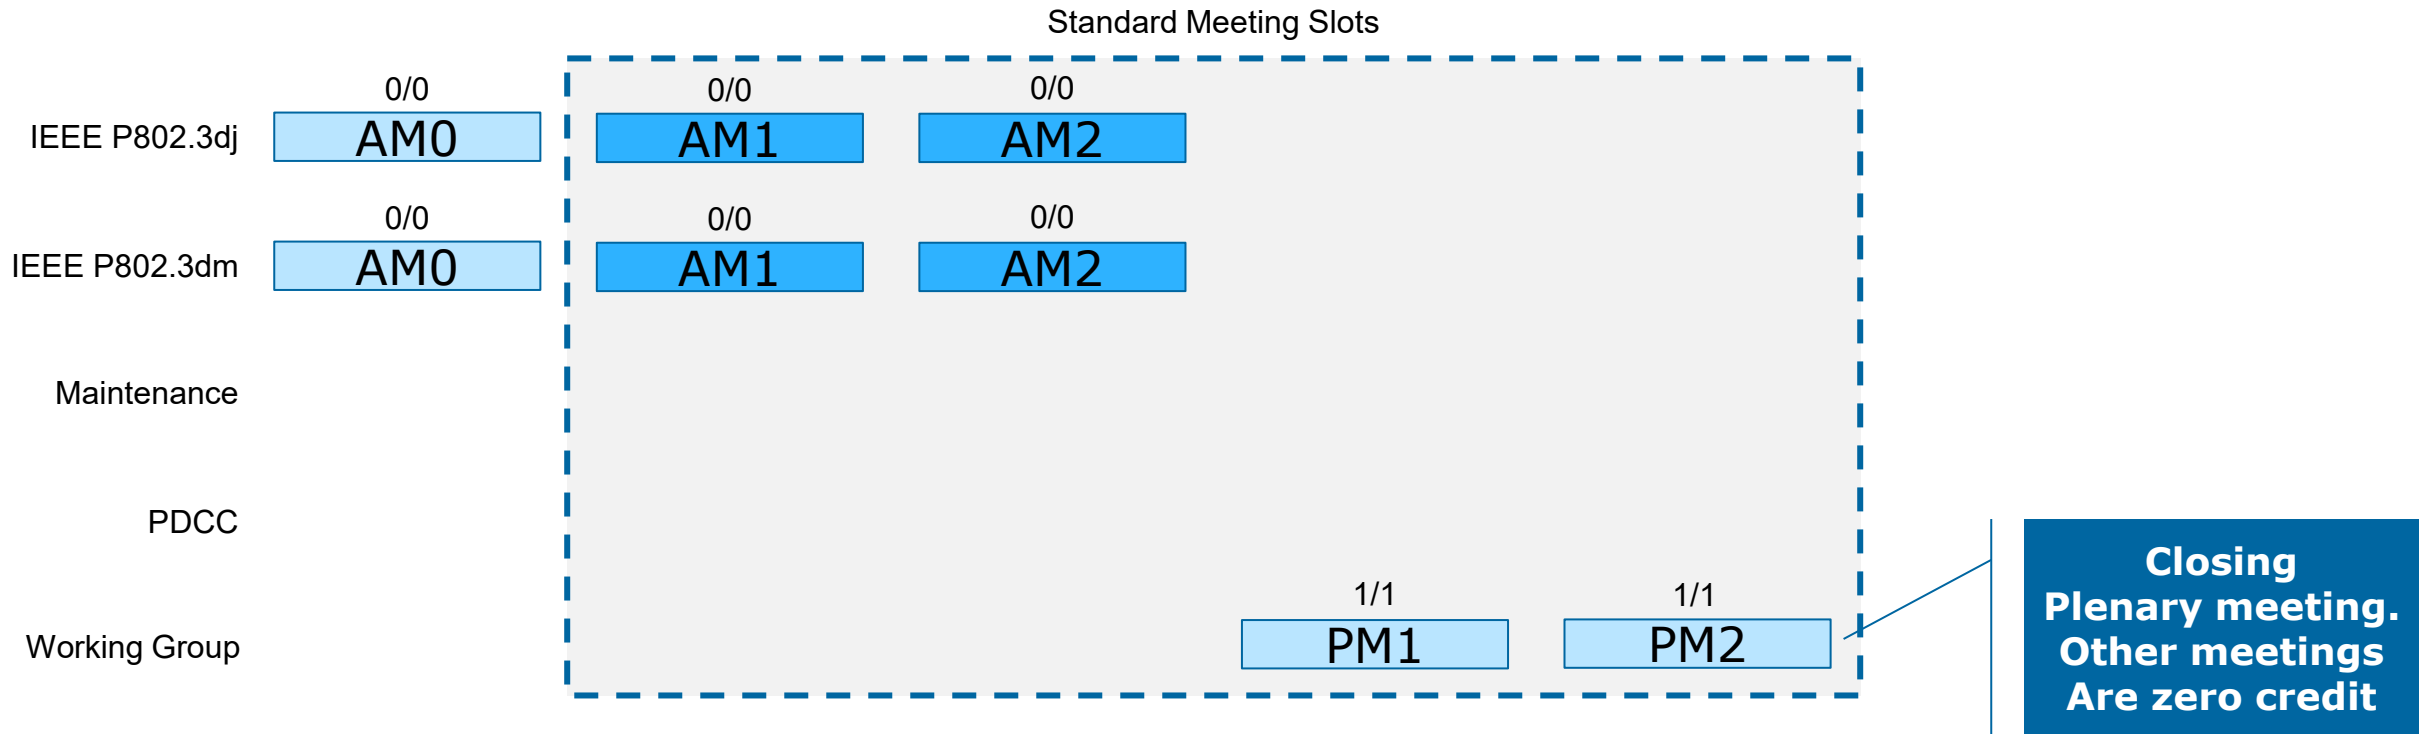 Standard Meeting Slots
0/0 0/0 0/0
IEEE P802.3dj AM0 AM1 AM2
0/0 0/0 0/0
IEEE P802.3dm AM0 AM1 AM2
Maintenance
PDCC
1/1 1/1
Working Group PM1 PM2
Closing
Plenary meeting.
Other meetings
Are zero credit